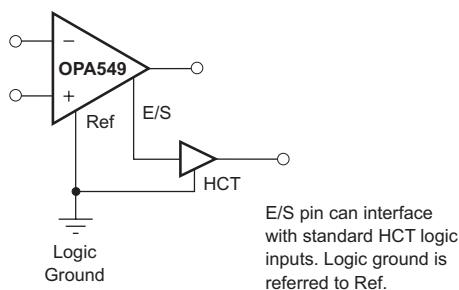 −
OPA549
+
Ref
E/S
HCT
Logic
Ground
E/S pin can interface
with standard HCT logic
inputs. Logic ground is
referred to Ref.